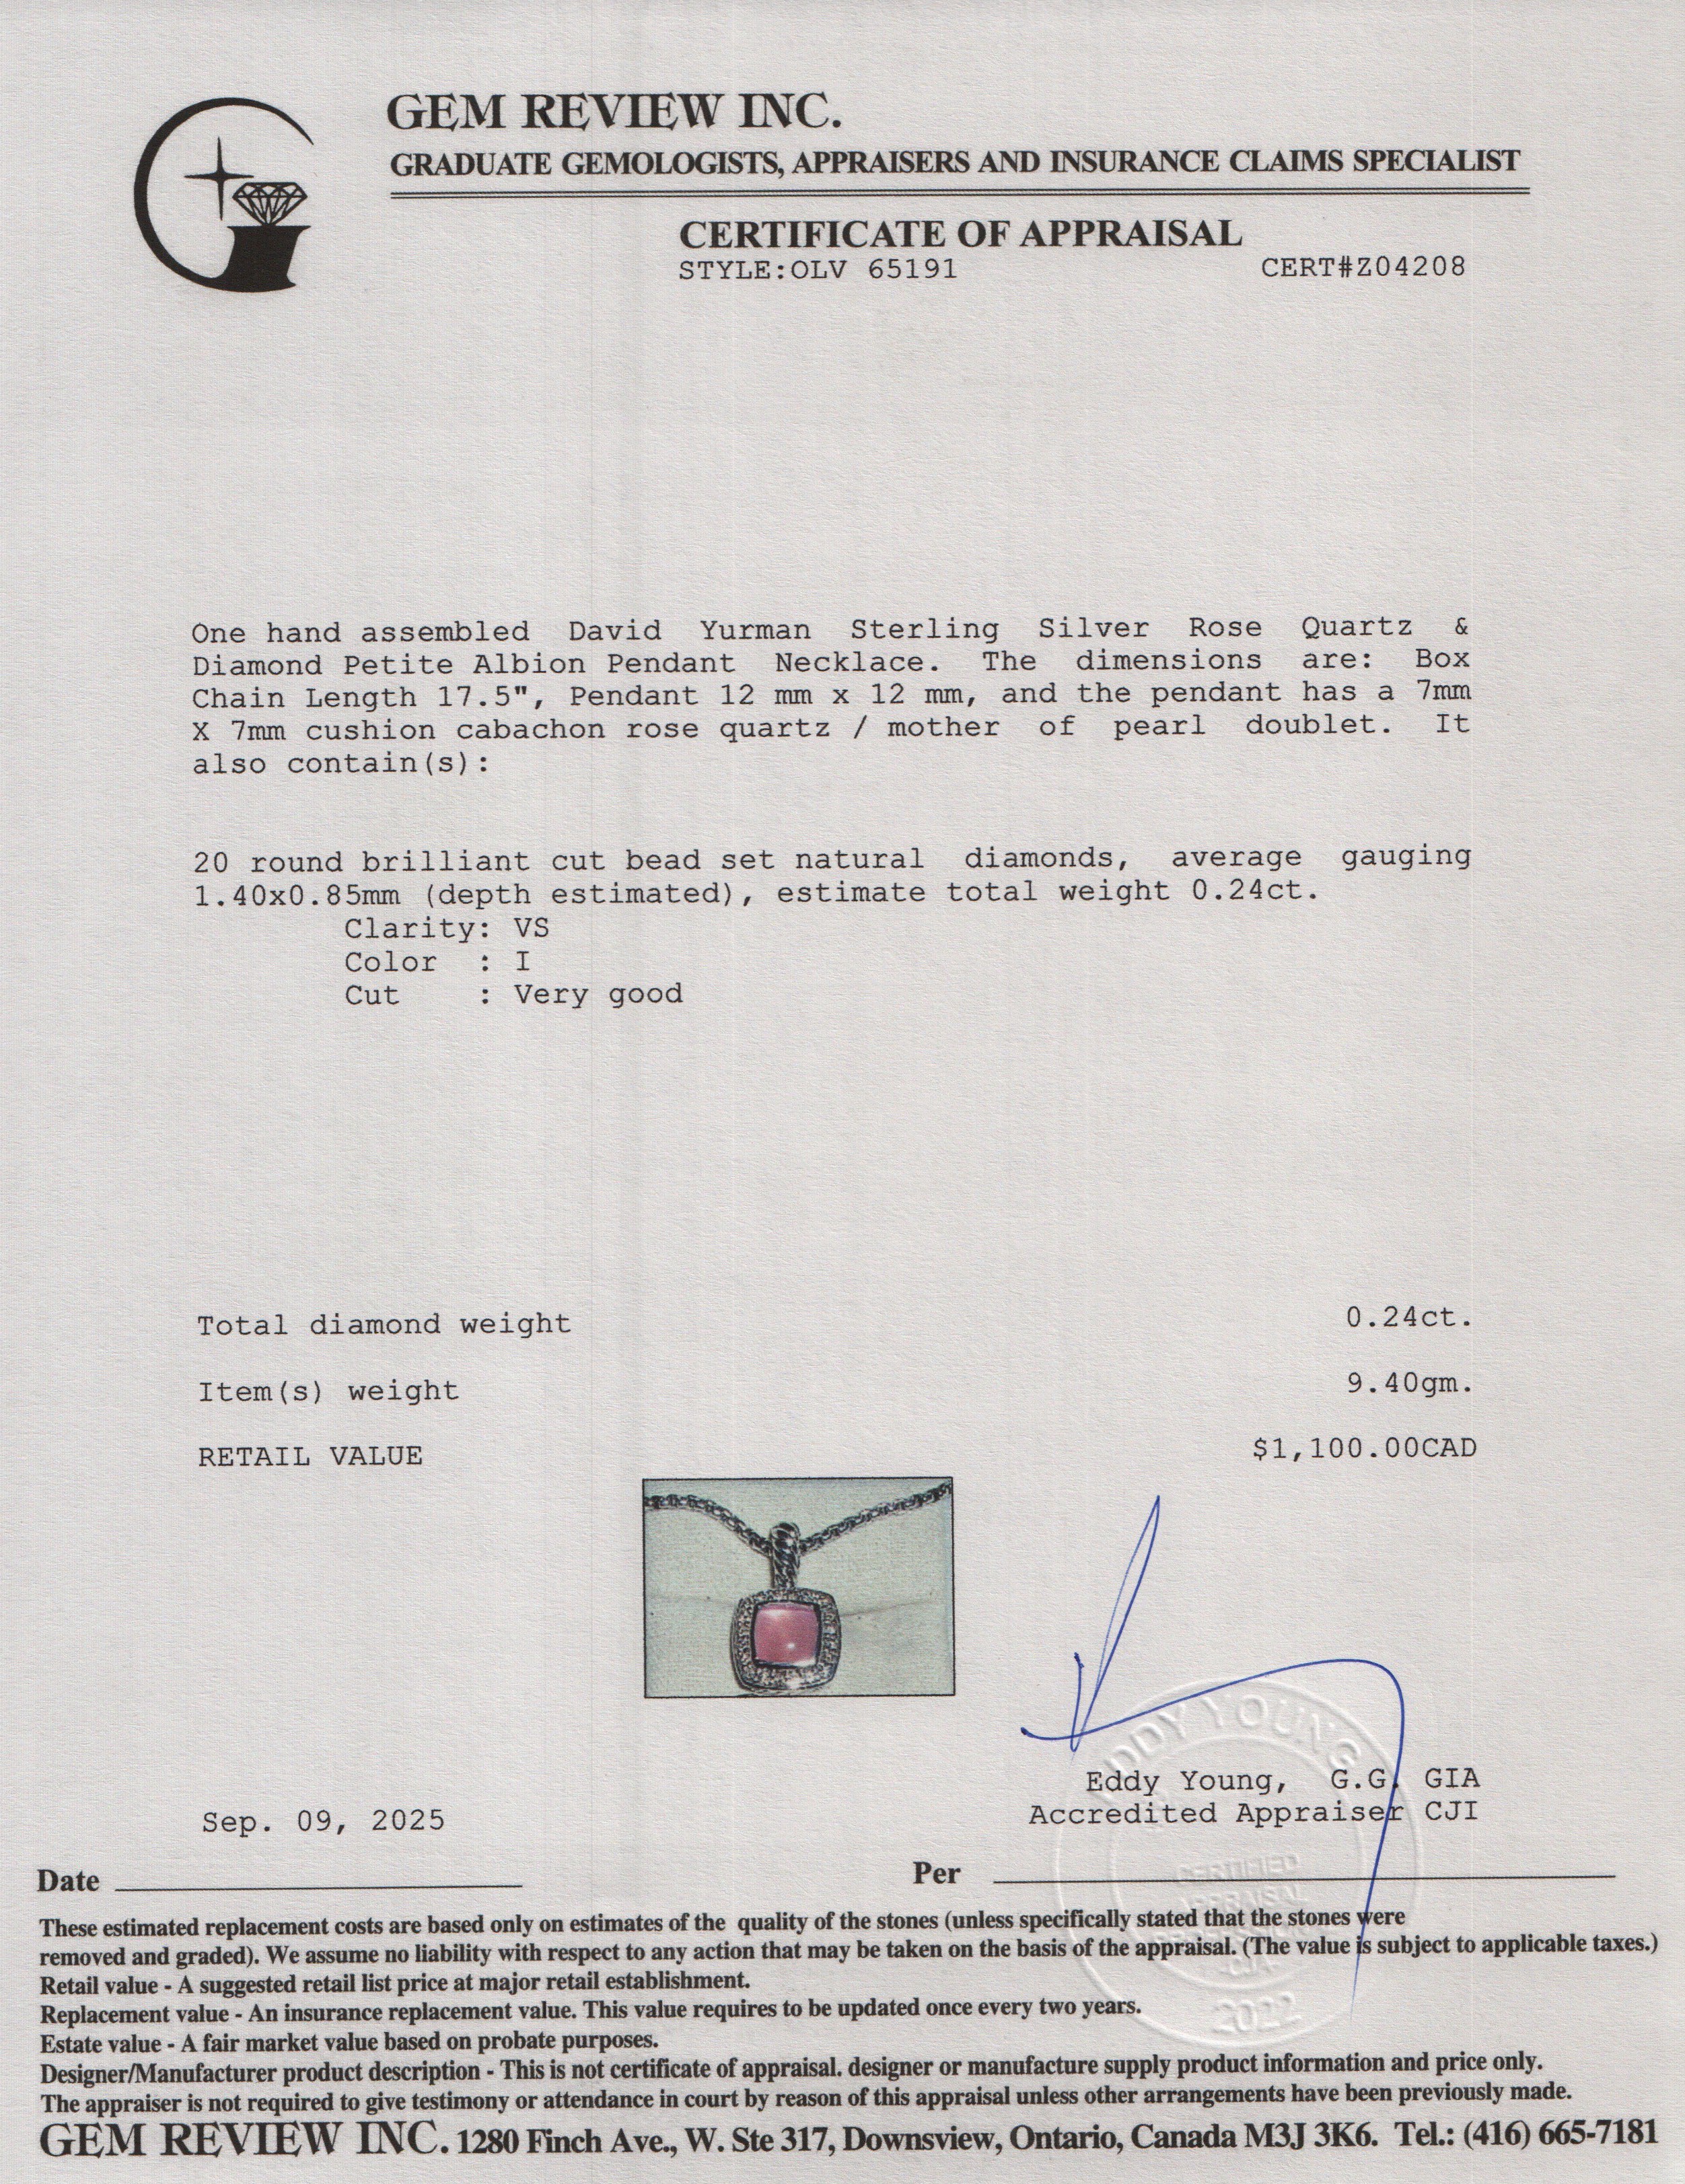 GEM REVIEW INC.
GRADUATE GEMOLOGISTS, APPRAISERS AND INSURANCE CLAIMS SPECIALIST
CERTIFICATE OF APPRAISAL
STYLE:OLV 65191 CERT#Z04208
One hand assembled David Yurman Sterling Silver Rose Quartz &
Diamond Petite Albion Pendant Necklace. The dimensions are: Box
Chain Length 17.5", Pendant 12 mm x 12 mm, and the pendant has a 7mm
X 7mm cushion cabachon rose quartz / mother of pearl doublet. It
also contain(s):
20 round brilliant cut bead set natural diamonds, average gauging
1.40x0.85mm (depth estimated), estimate total weight 0.24ct.
Clarity: VS
Color : I
Cut : Very good
Total diamond weight 0.24ct.
Item(s) weight 9.40gm.
RETAIL VALUE $1,100.00CAD
EDDY YOUNG
Eddy Young, G.G. GIA
Accredited Appraiser CJI
Sep. 09, 2025
Date
Per
CERTIFIED
APPRAISAL
2022
These estimated replacement costs are based only on estimates of the quality of the stones (unless specifically stated that the stones were
removed and graded). We assume no liability with respect to any action that may be taken on the basis of the appraisal. (The value is subject to applicable taxes.)
Retail value - A suggested retail list price at major retail establishment.
Replacement value - An insurance replacement value. This value requires to be updated once every two years.
Estate value - A fair market value based on probate purposes.
Designer/Manufacturer product description - This is not certificate of appraisal. designer or manufacture supply product information and price only.
The appraiser is not required to give testimony or attendance in court by reason of this appraisal unless other arrangements have been previously made.
GEM REVIEW INC. 1280 Finch Ave., W. Ste 317, Downsview, Ontario, Canada M3J 3K6. Tel.: (416) 665-7181